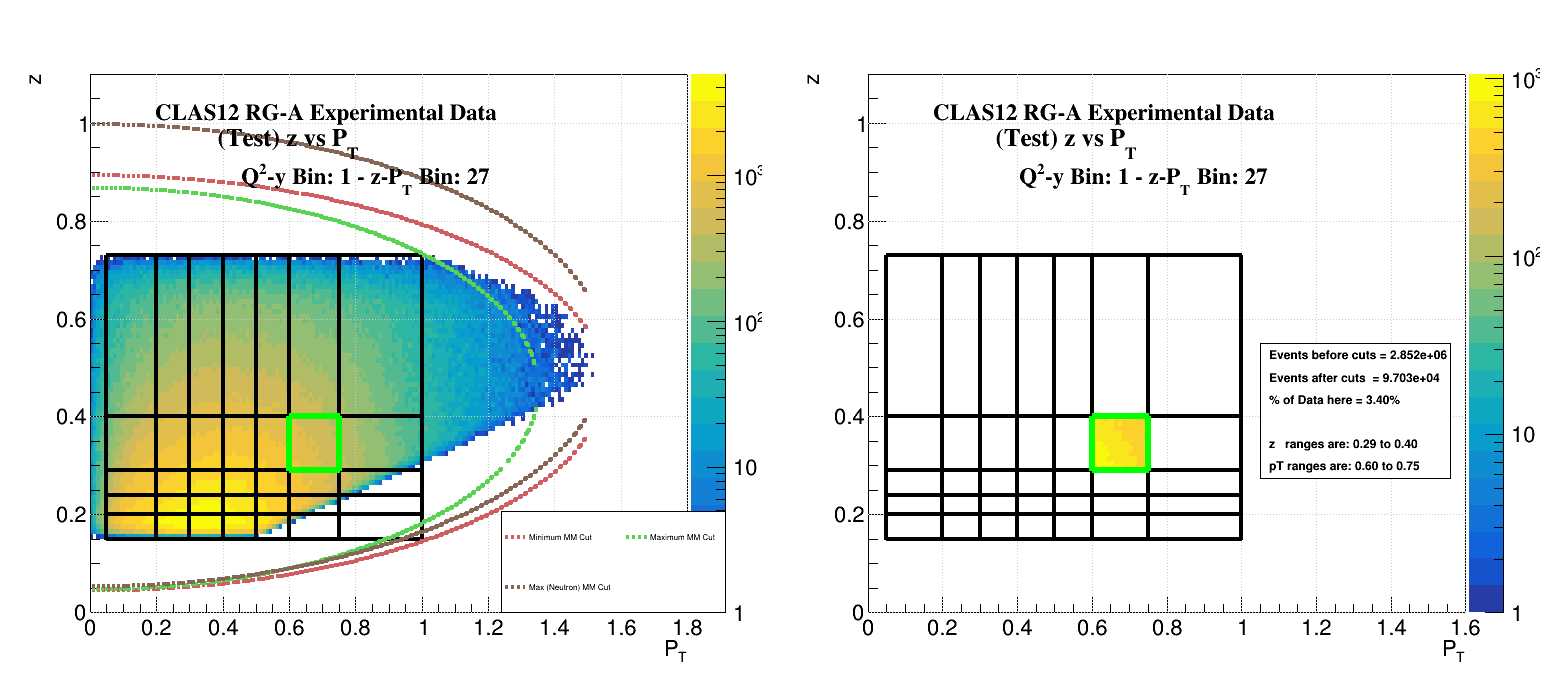 CLAS12 RG-A Experimental Data
(Test) z vs P_T
Q²-y Bin: 1 - z-P_T Bin: 27
z
1
0.8
0.6
0.4
0.2
0
0 0.2 0.4 0.6 0.8 1 1.2 1.4 1.6 1.8
P_T
10³
10²
10
1
Minimum MM Cut
Maximum MM Cut
Max (Neutron) MM Cut
CLAS12 RG-A Experimental Data
(Test) z vs P_T
Q²-y Bin: 1 - z-P_T Bin: 27
z
1
0.8
0.6
0.4
0.2
0
0 0.2 0.4 0.6 0.8 1 1.2 1.4 1.6
P_T
10³
10²
10
1
Events before cuts = 2.852e+06
Events after cuts = 9.703e+04
% of Data here = 3.40%
z ranges are: 0.29 to 0.40
pT ranges are: 0.60 to 0.75